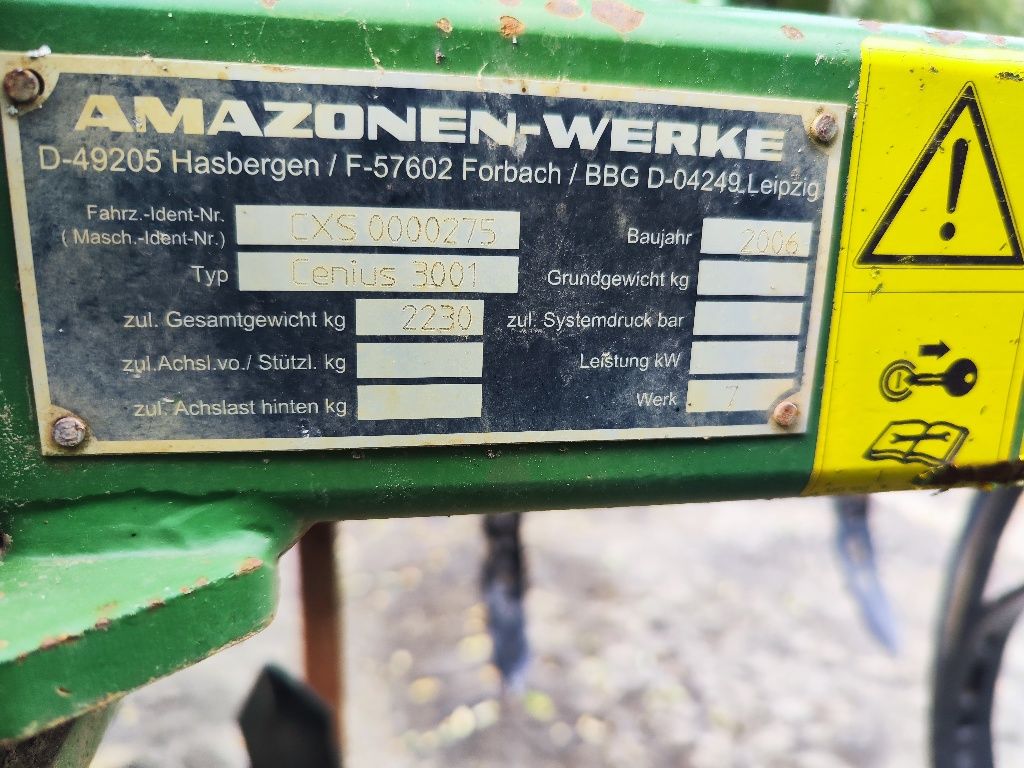 AMAZONEN-WERKE
D-49205 Hasbergen / F-57602 Forbach / BBG D-04249 Leipzig
Fahrz.-Ident-Nr.
( Masch.-Ident-Nr.) CXS 0000275
Baujahr 2006
Typ Cenius 3001
Grundgewicht kg
zul. Gesamtgewicht kg 2230
zul. Systemdruck bar
zul.Achsl.vo./ Stützl. kg
Leistung kW
zul. Achslast hinten kg
Werk 7